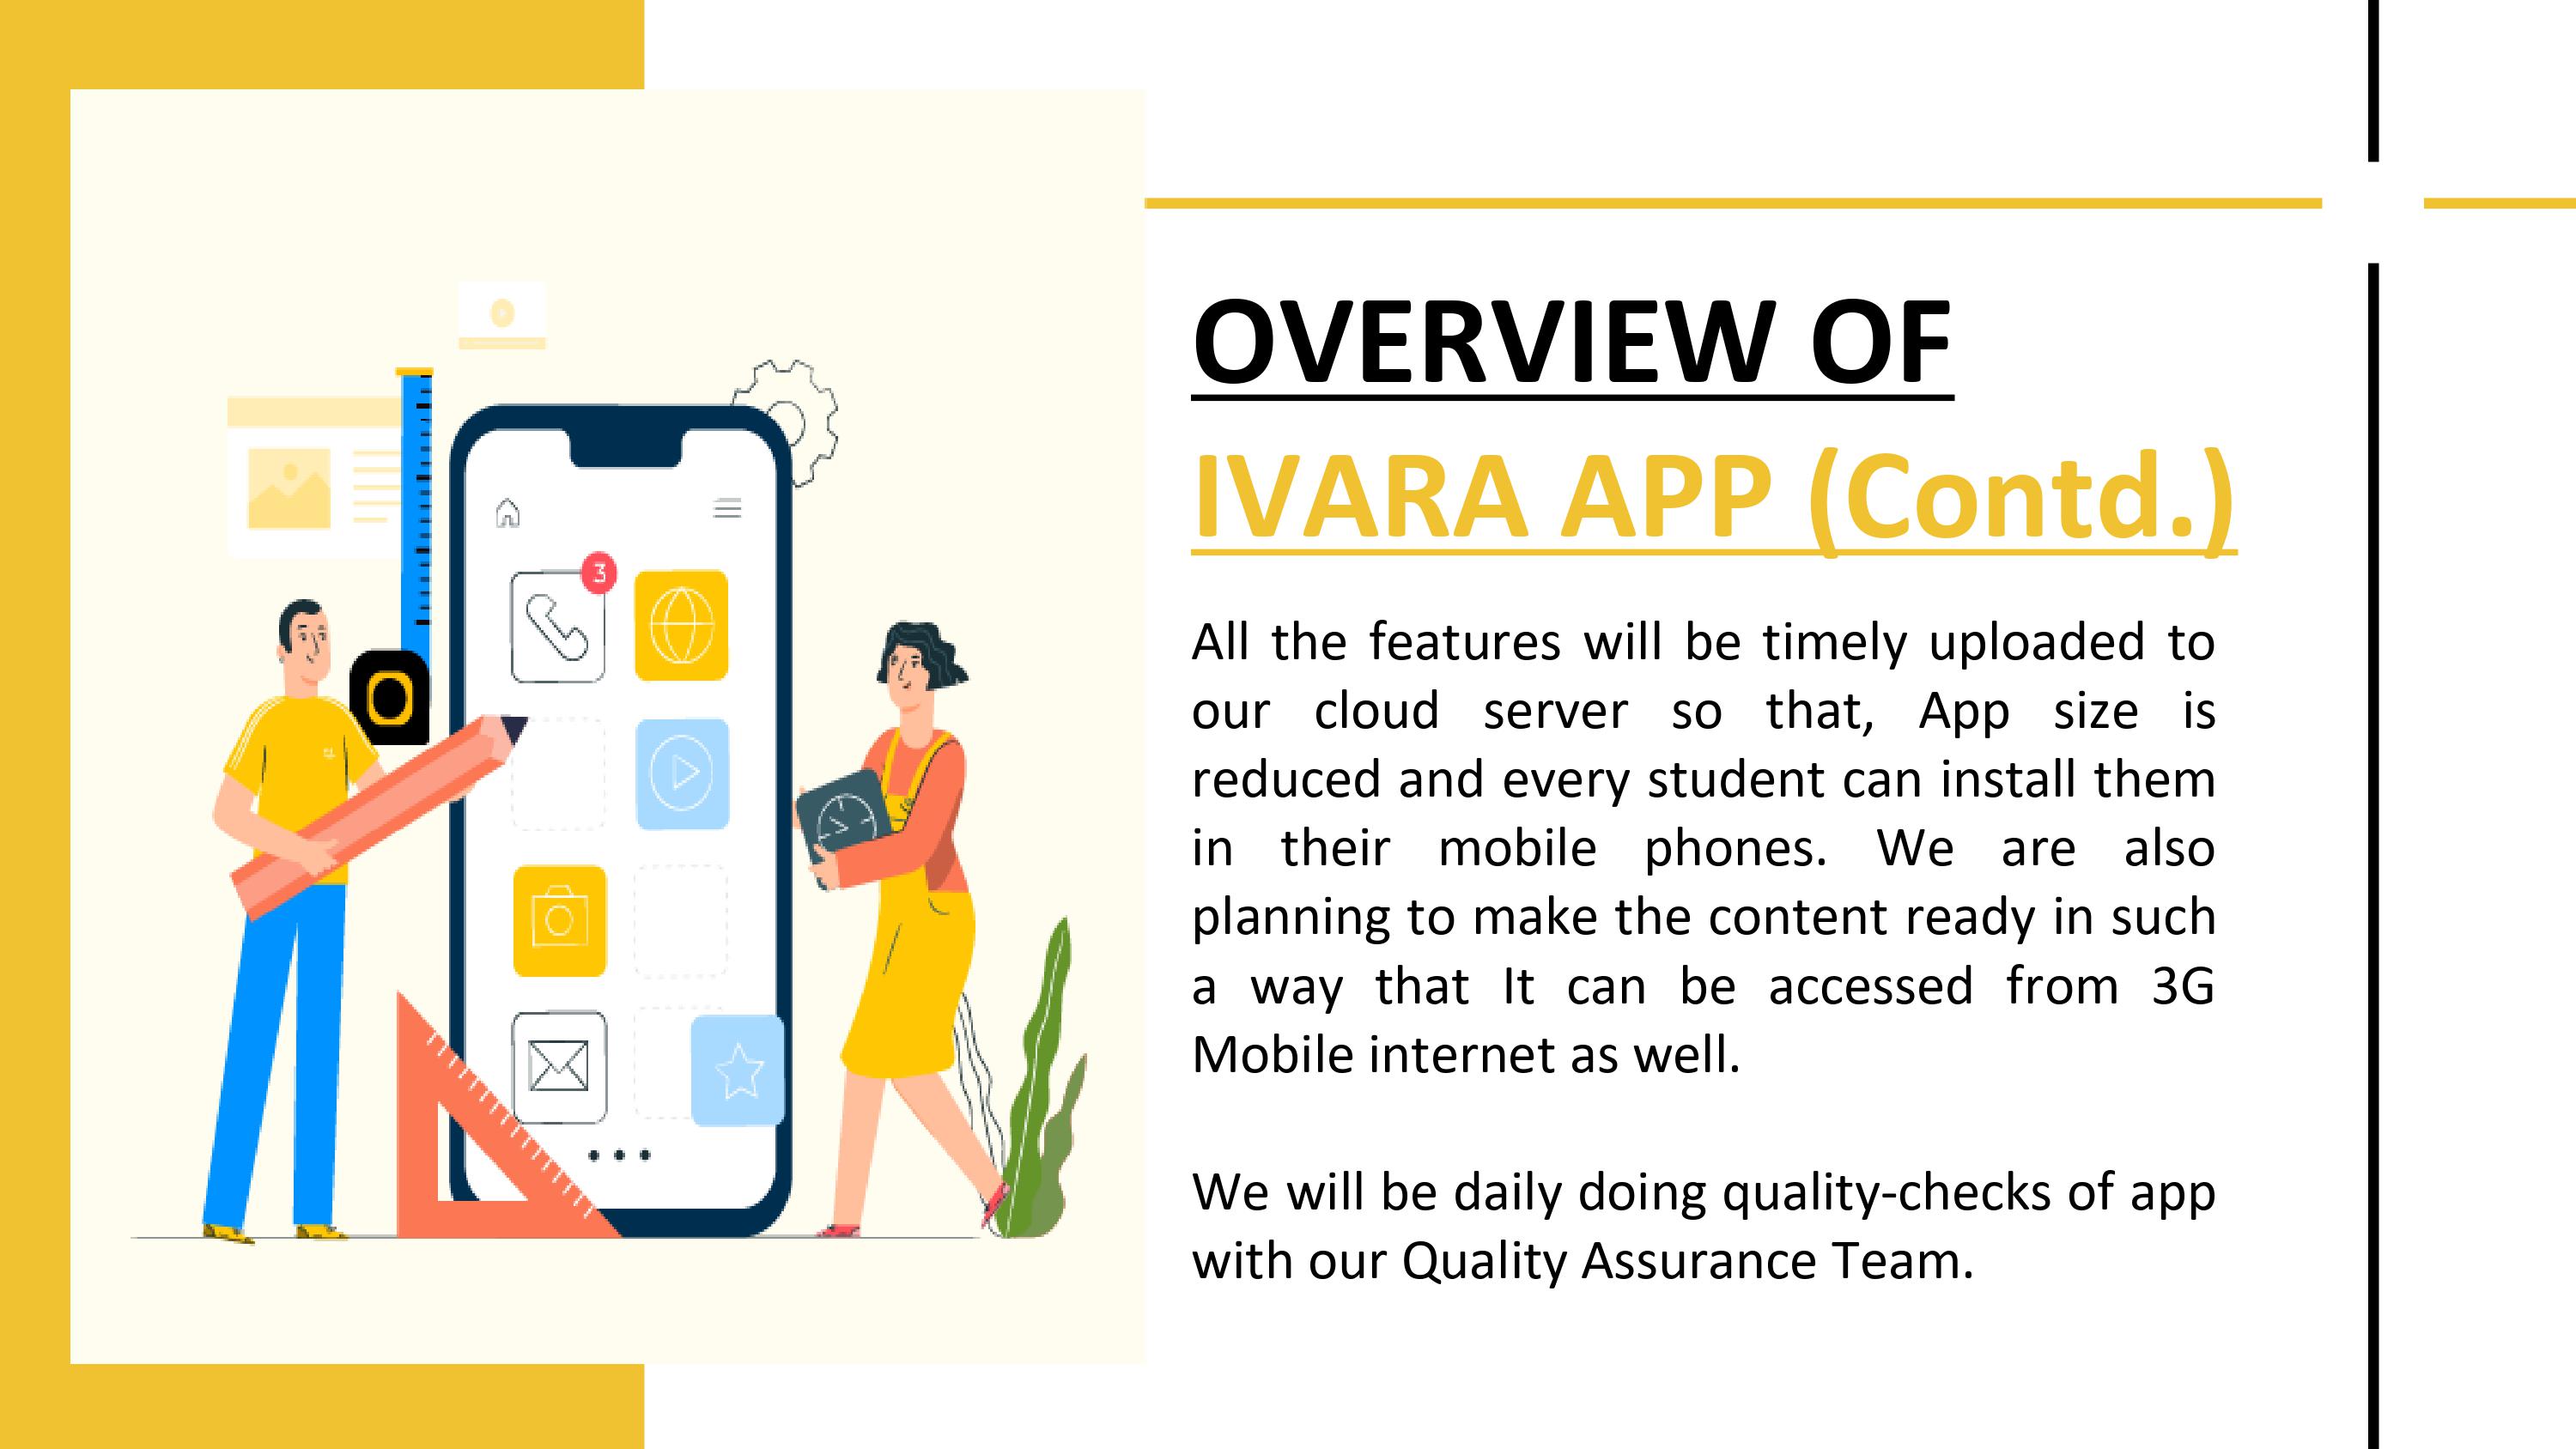 OVERVIEW OF
IVARA APP (Contd.)
All the features will be timely uploaded to
our cloud server so that, App size is
reduced and every student can install them
in their mobile phones. We are also
planning to make the content ready in such
a way that It can be accessed from 3G
Mobile internet as well.
We will be daily doing quality-checks of app
with our Quality Assurance Team.
3